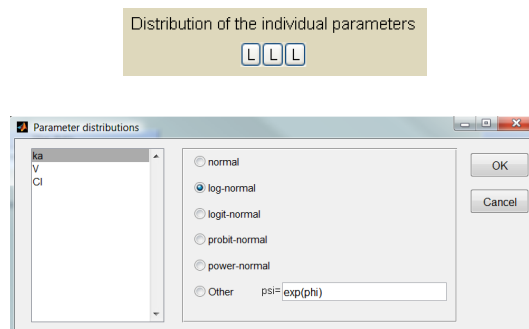 Distribution of the individual parameters
L L L
Parameter distributions
ka
V
Cl
normal
log-normal
logit-normal
probit-normal
power-normal
Other psi= exp(phi)
OK
Cancel